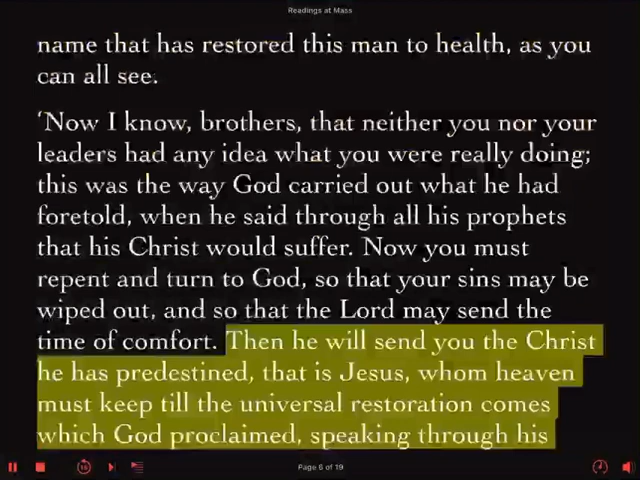 Readings at Mass
name that has restored this man to health, as you
can all see.
‘Now I know, brothers, that neither you nor your
leaders had any idea what you were really doing;
this was the way God carried out what he had
foretold, when he said through all his prophets
that his Christ would suffer. Now you must
repent and turn to God, so that your sins may be
wiped out, and so that the Lord may send the
time of comfort. Then he will send you the Christ
he has predestined, that is Jesus, whom heaven
must keep till the universal restoration comes
which God proclaimed, speaking through his
Page 6 of 19